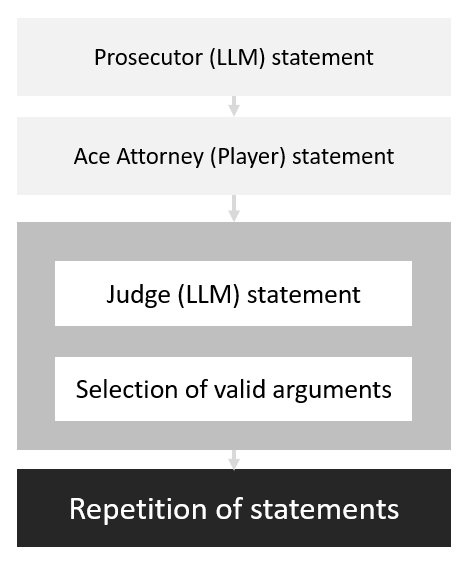 Prosecutor (LLM) statement
Ace Attorney (Player) statement
Judge (LLM) statement
Selection of valid arguments
Repetition of statements